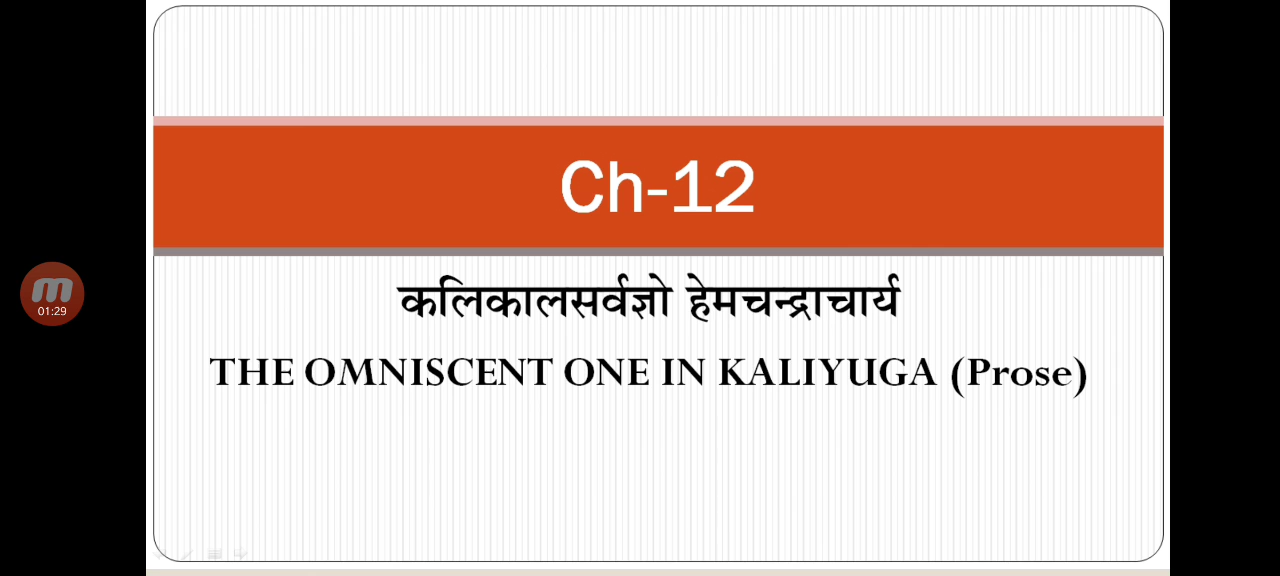 Ch-12
कलिकालसर्वज्ञो हेमचन्द्राचार्य
THE OMNISCENT ONE IN KALIYUGA (Prose)
01:29